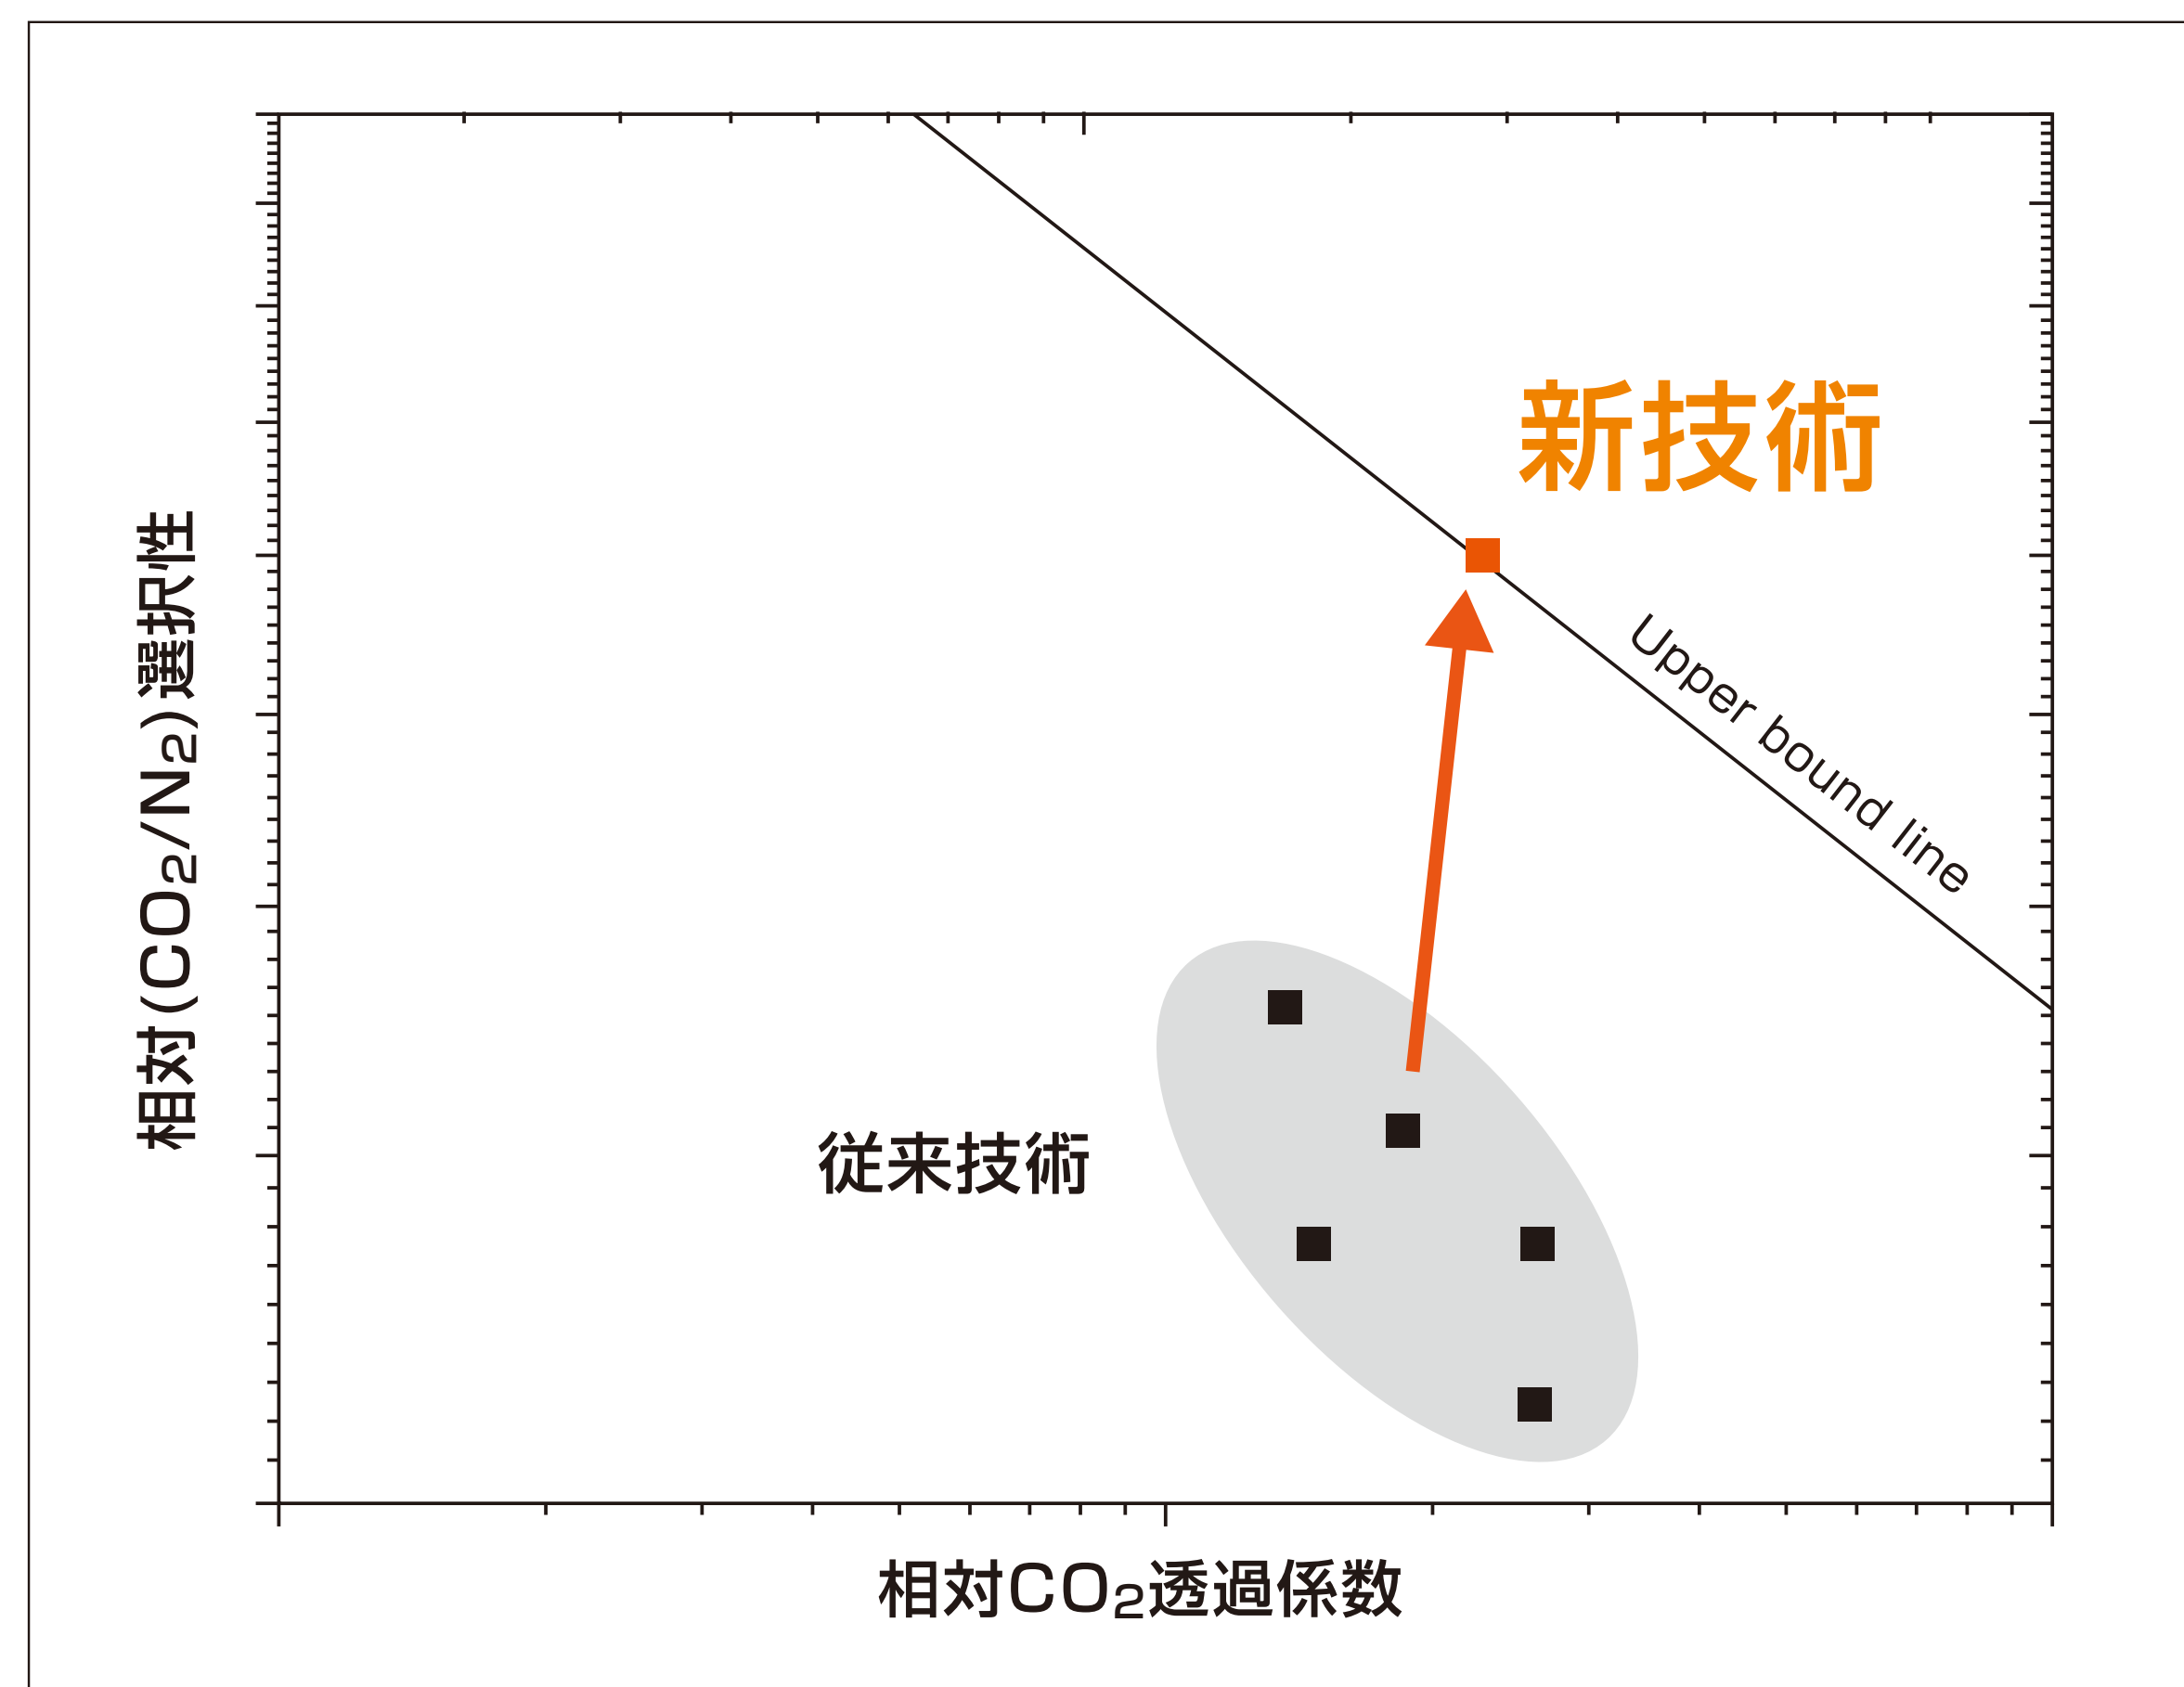 新技術
Upper bound line
相対(CO₂/N₂)選択性
従来技術
相対CO₂透過係数